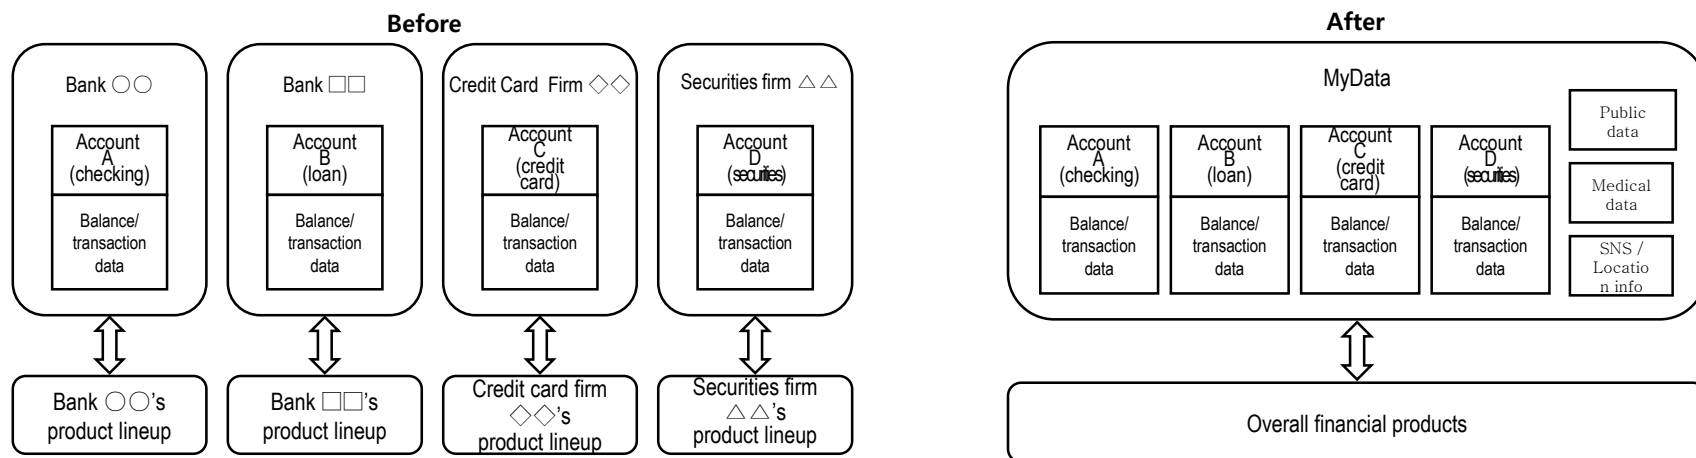 Before
Bank ○○
Account
A
(checking)
Balance/
transaction
data
Bank ○○'s
product lineup
Bank □□
Account
B
(loan)
Balance/
transaction
data
Bank □□'s
product lineup
Credit Card Firm ◇◇
Account
C
(credit
card)
Balance/
transaction
data
Credit card firm
◇◇'s
product lineup
Securities firm △△
Account
D
(securities)
Balance/
transaction
data
Securities firm
△△'s
product lineup
After
MyData
Account
A
(checking)
Balance/
transaction
data
Account
B
(loan)
Balance/
transaction
data
Account
C
(credit
card)
Balance/
transaction
data
Account
D
(securities)
Balance/
transaction
data
Public
data
Medical
data
SNS /
Locatio
n info
Overall financial products